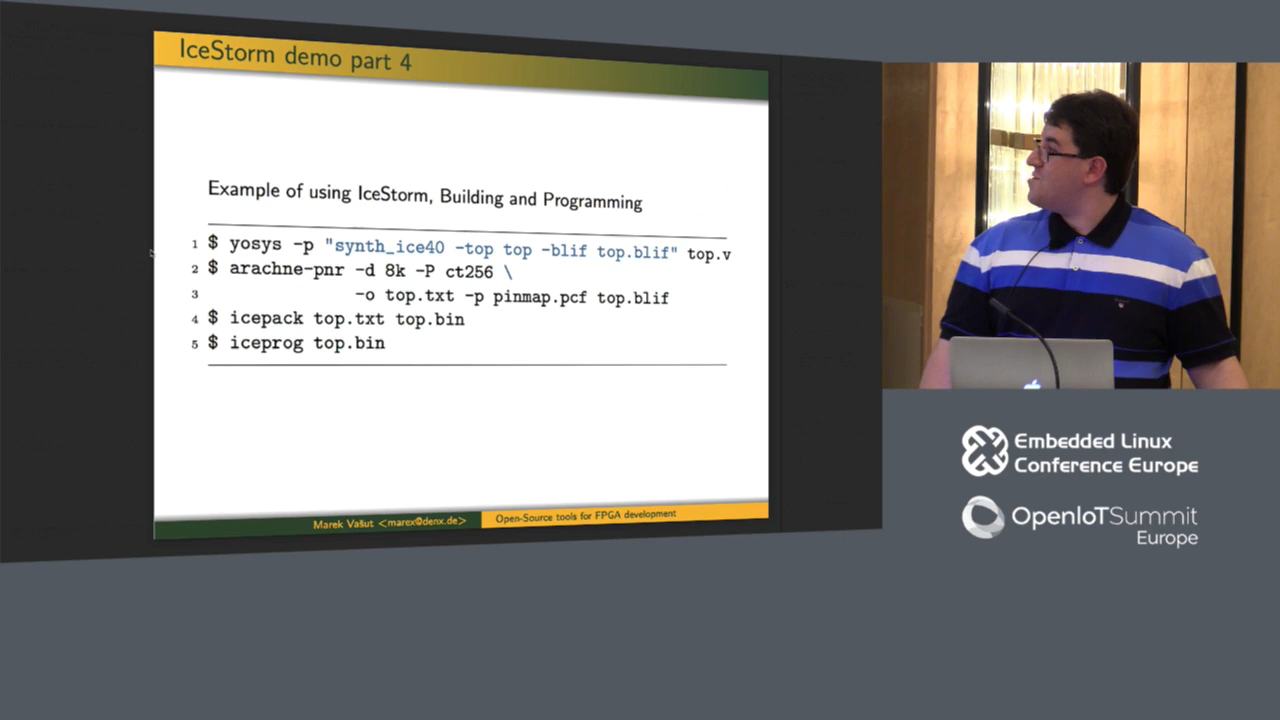 IceStorm demo part 4
Example of using IceStorm, Building and Programming
1 $ yosys -p "synth_ice40 -top top -blif top.blif" top.v
2 $ arachne-pnr -d 8k -P ct256 \
3 -o top.txt -p pinmap.pcf top.blif
4 $ icepack top.txt top.bin
5 $ iceprog top.bin
Marek Vašut <marex@denx.de>
Open-Source tools for FPGA development
Embedded Linux
Conference Europe
OpenIoTSummit
Europe